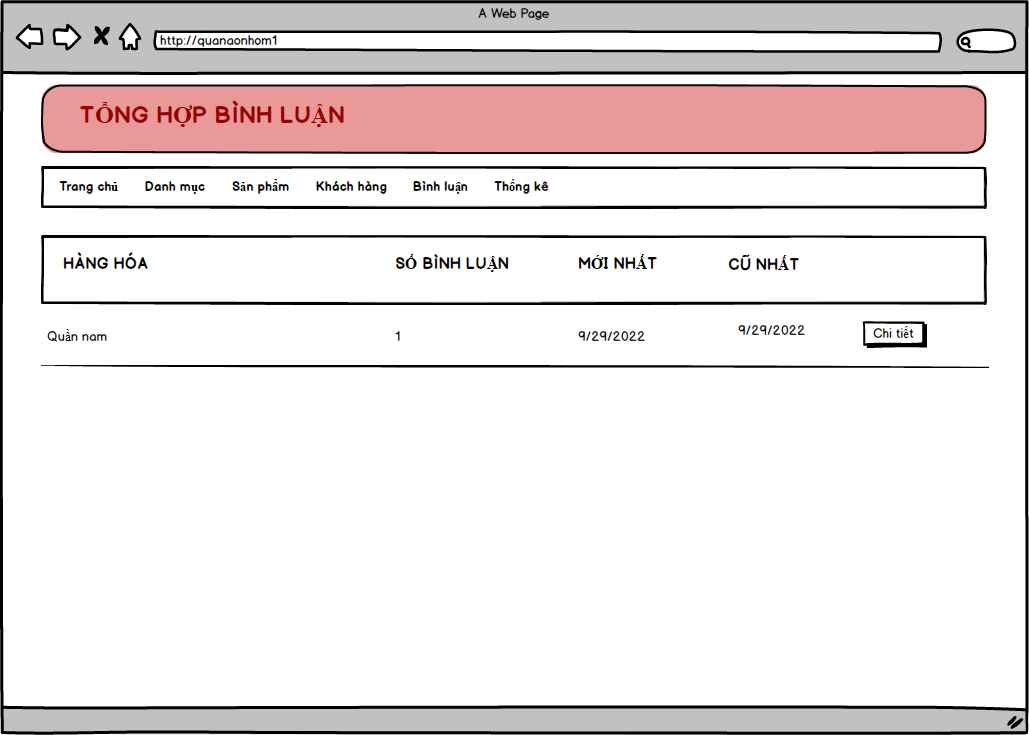 A Web Page
http://quanaonhom1
TỔNG HỢP BÌNH LUẬN
Trang chủ Danh mục Sản phẩm Khách hàng Bình luận Thống kê
HÀNG HÓA SỐ BÌNH LUẬN MỚI NHẤT CŨ NHẤT
Quần nam 1 9/29/2022 9/29/2022 Chi tiết